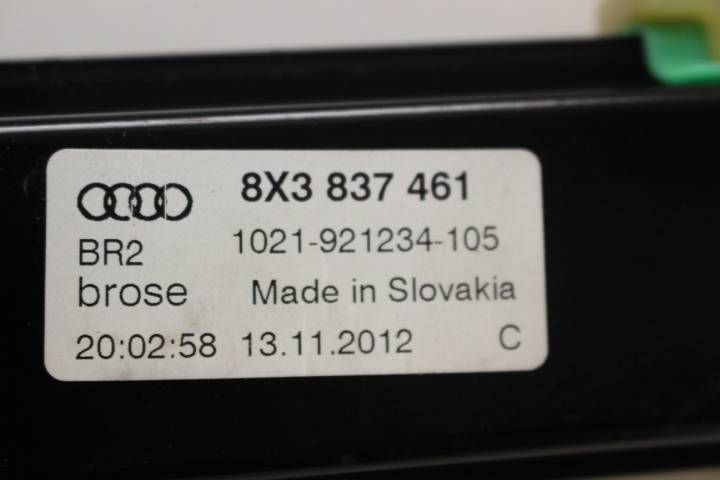 8X3 837 461
BR2 1021-921234-105
brose Made in Slovakia
20:02:58 13.11.2012 C